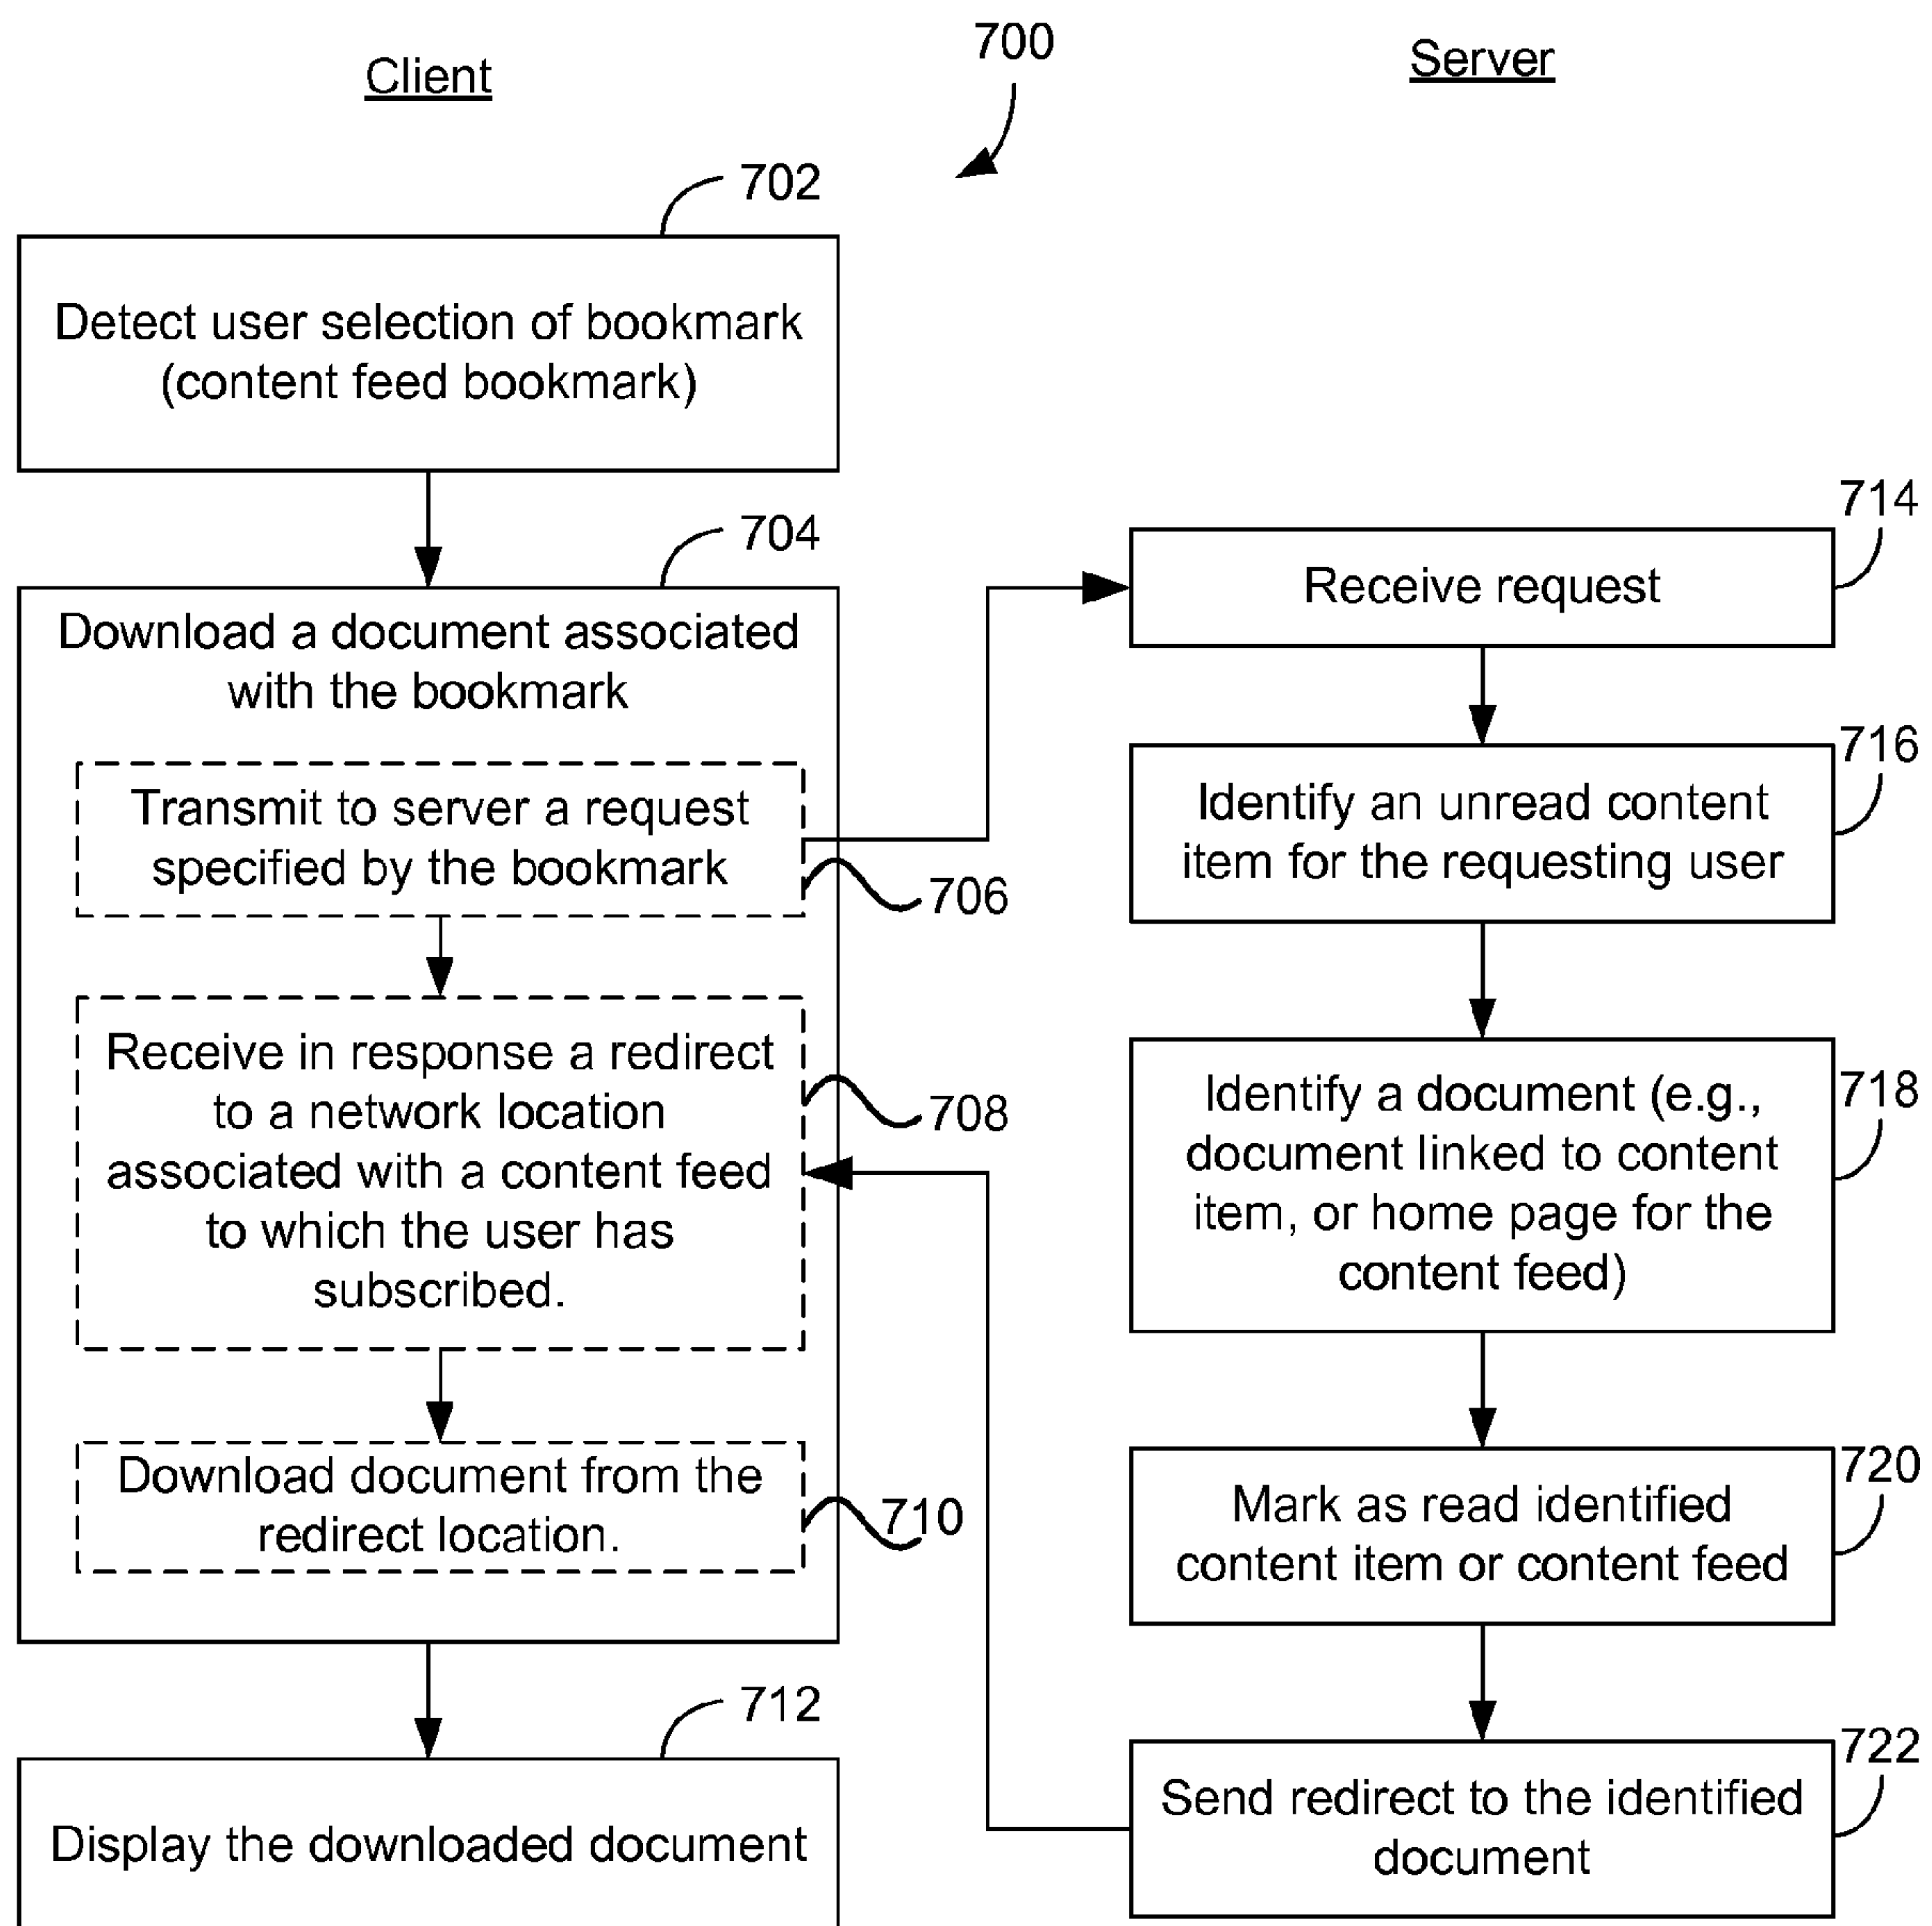 Client
700
Server
702
Detect user selection of bookmark
(content feed bookmark)
704
Download a document associated
with the bookmark
Transmit to server a request
specified by the bookmark
706
Receive in response a redirect
to a network location
associated with a content feed
to which the user has
subscribed.
708
Download document from the
redirect location.
710
712
Display the downloaded document
714
Receive request
716
Identify an unread content
item for the requesting user
718
Identify a document (e.g.,
document linked to content
item, or home page for the
content feed)
720
Mark as read identified
content item or content feed
722
Send redirect to the identified
document